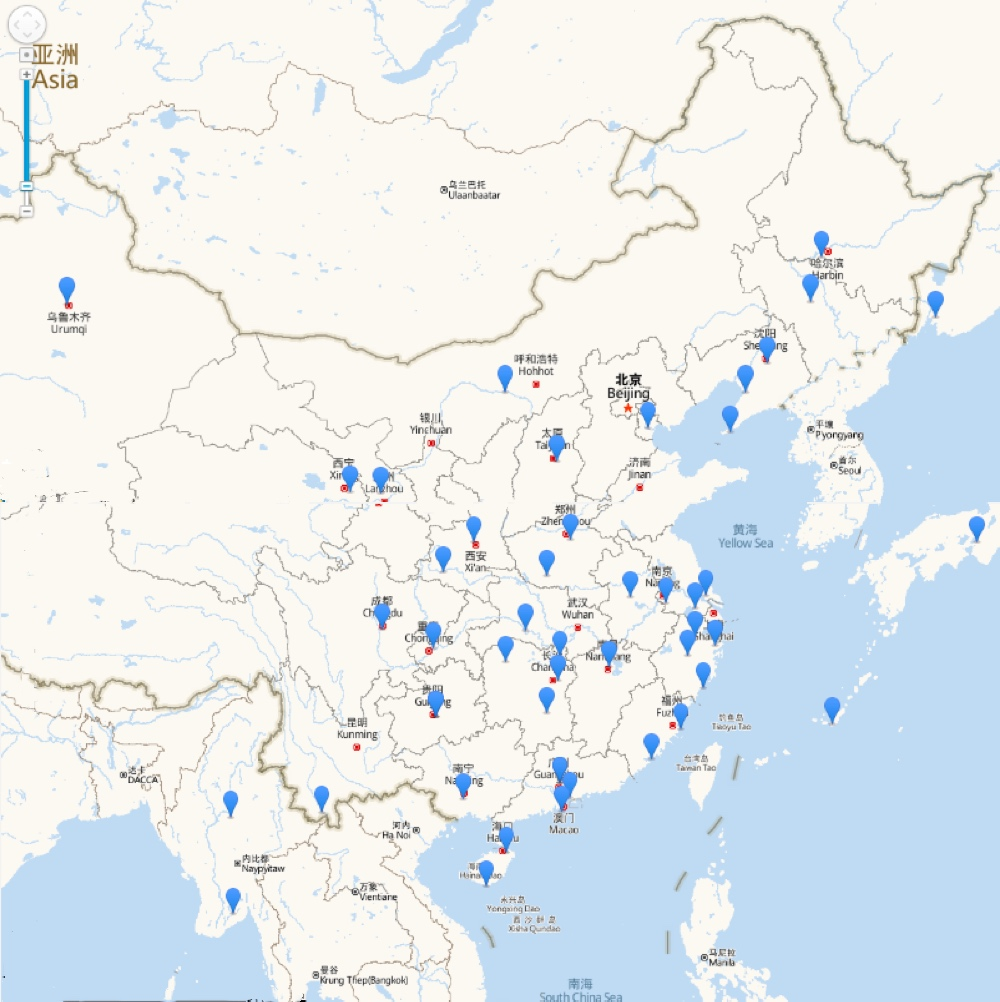 亚洲
Asia
乌兰巴托
Ulaanbaatar
哈尔滨
Harbin
乌鲁木齐
Urumqi
沈阳
呼和浩特
Hohhot
北京
Beijing
银川
Yinchuan
平壤
Pyongyang
首尔
Seoul
西宁
济南
Jinan
郑州
黄海
Yellow Sea
西安
Xi'an
南京
成都
武汉
Wuhan
昆明
Kunming
福州
钓鱼岛
Tiaoyu Tao
台湾岛
Taiwan Tao
南宁
达卡
DACCA
河内
Ha Noi
澳门
Macao
海口
内比都
Naypyitaw
万象
Vientiane
永兴岛
Yongxing Dao
西沙群岛
Xisha Qundao
马尼拉
Manila
曼谷
Krung Thep(Bangkok)
南海
South China Sea